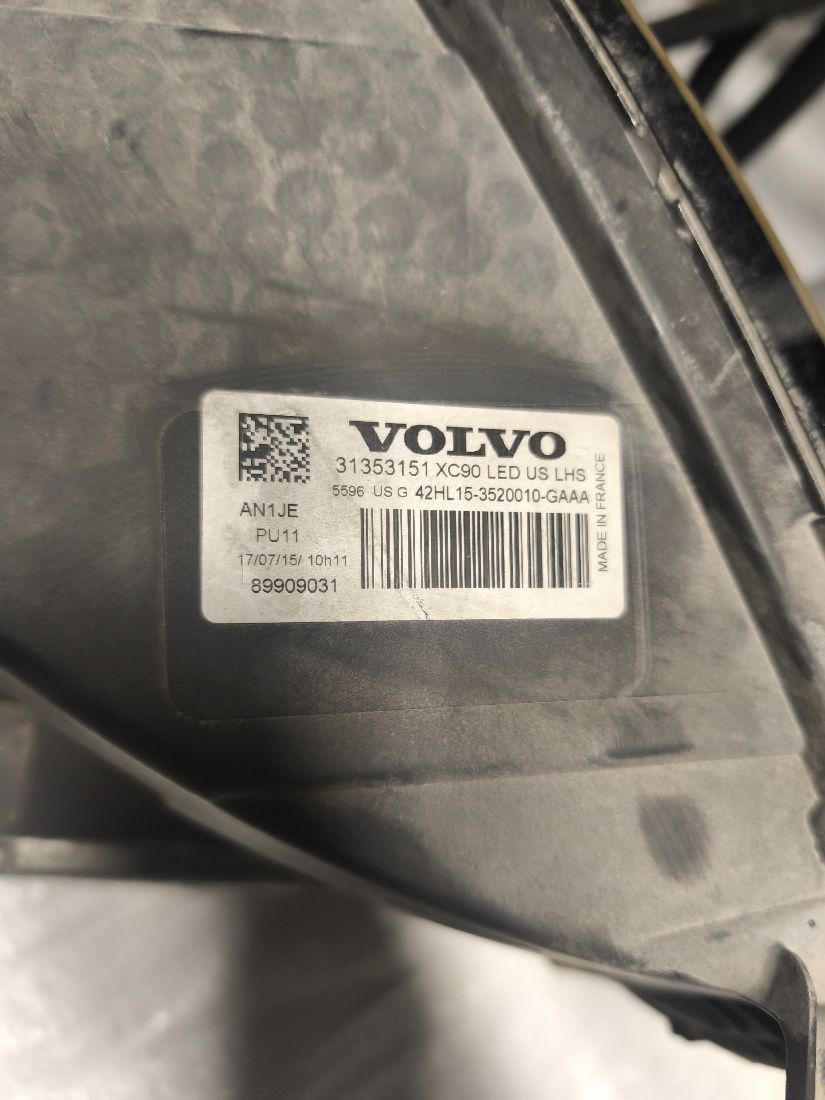 VOLVO
31353151 XC90 LED US LHS
5596 US G 42HL15-3520010-GAAA
AN1JE
PU11
17/07/15/ 10h11
89909031
MADE IN FRANCE